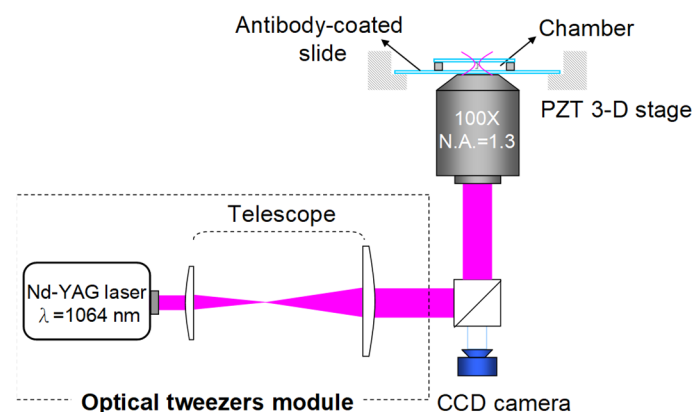 Antibody-coated
slide
Chamber
PZT 3-D stage
100X
N.A.=1.3
Telescope
Nd-YAG laser
λ=1064 nm
Optical tweezers module
CCD camera